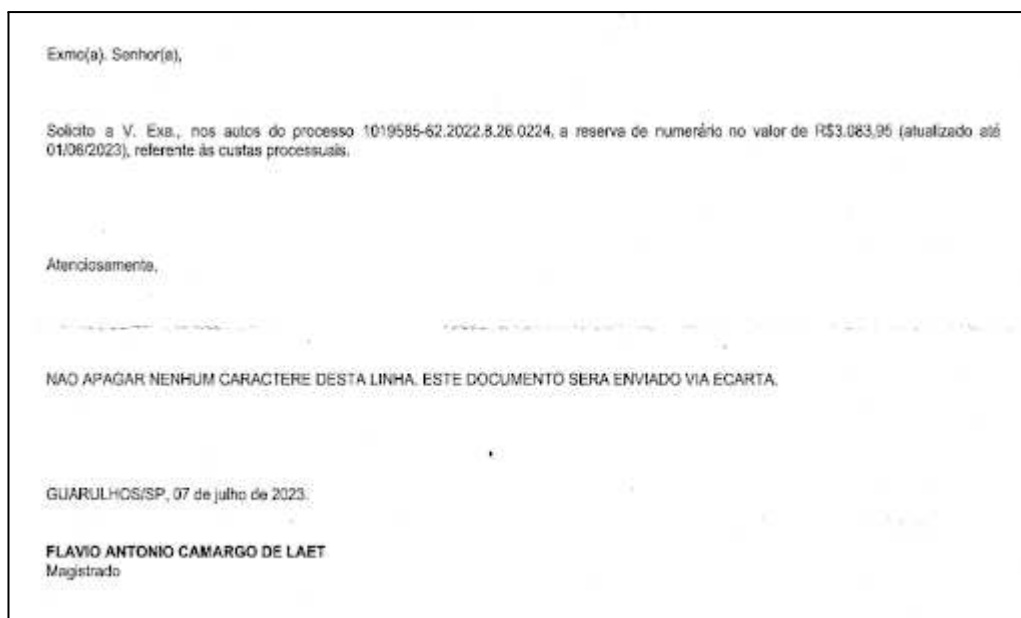 Exmo(a). Senhor(a),
Solicito a V. Exa., nos autos do processo 1019585-62.2022.8.26.0224, a reserva de numerário no valor de R$3.083,95 (atualizado até
01/06/2023), referente às custas processuais.
Atenciosamente,
NAO APAGAR NENHUM CARACTERE DESTA LINHA. ESTE DOCUMENTO SERA ENVIADO VIA ECARTA.
GUARULHOS/SP, 07 de julho de 2023.
FLAVIO ANTONIO CAMARGO DE LAET
Magistrado